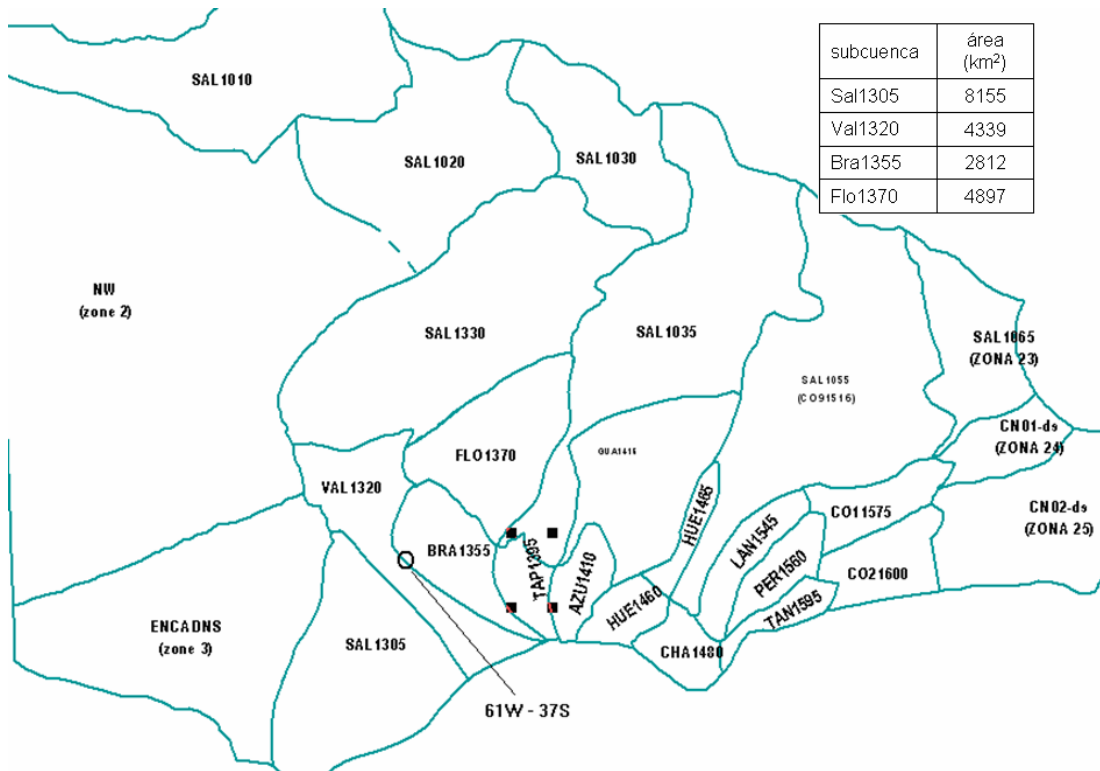 subcuenca área (km²)
Sal1305 8155
Val1320 4339
Bra1355 2812
Flo1370 4897
SAL1010
SAL1020
SAL1030
NW
(zone 2)
SAL1330
SAL1035
SAL1865
(ZONA 23)
SAL1055
(CO91516)
CN01-ds
(ZONA 24)
FLO1370
GUA1416
VAL1320
HUE1465
CO11575
CN02-ds
(ZONA 25)
LAN1545
BRA1355
TAP1395
AZU1410
PER1560
CO21600
HUE1460
TAN1595
ENCADNS
(zone 3)
SAL1305
CHA1480
61W - 37S